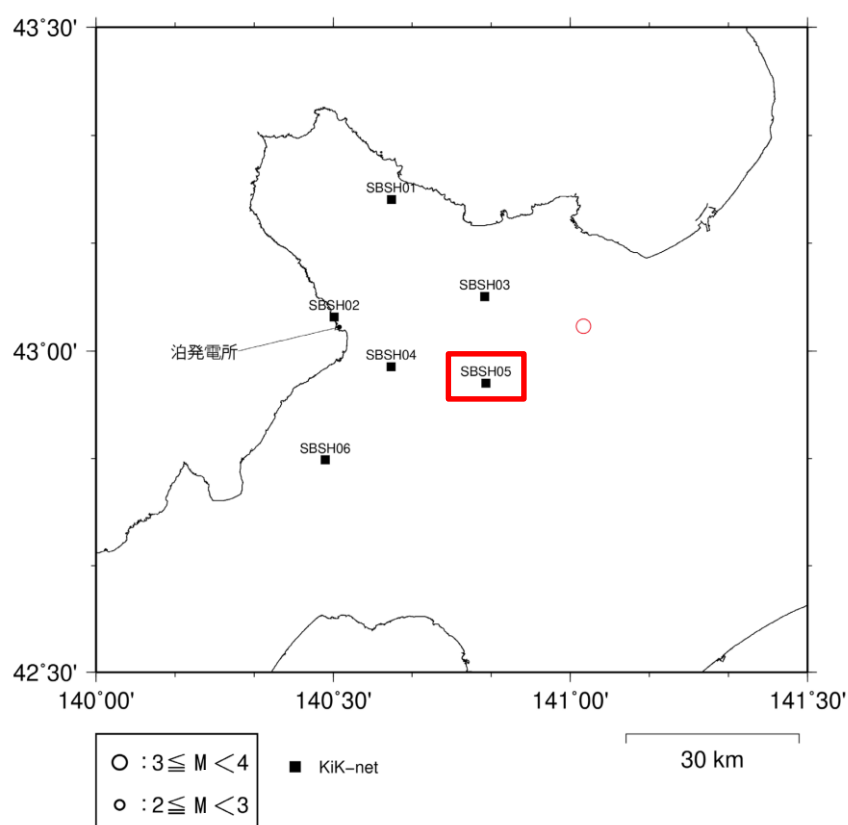 43˚30'
SBSH01
SBSH03
SBSH02
泊発電所
43˚00'
SBSH04
SBSH05
SBSH06
42˚30'
140˚00' 140˚30' 141˚00' 141˚30'
:3≦ M <4 KiK−net 30 km
:2≦ M <3